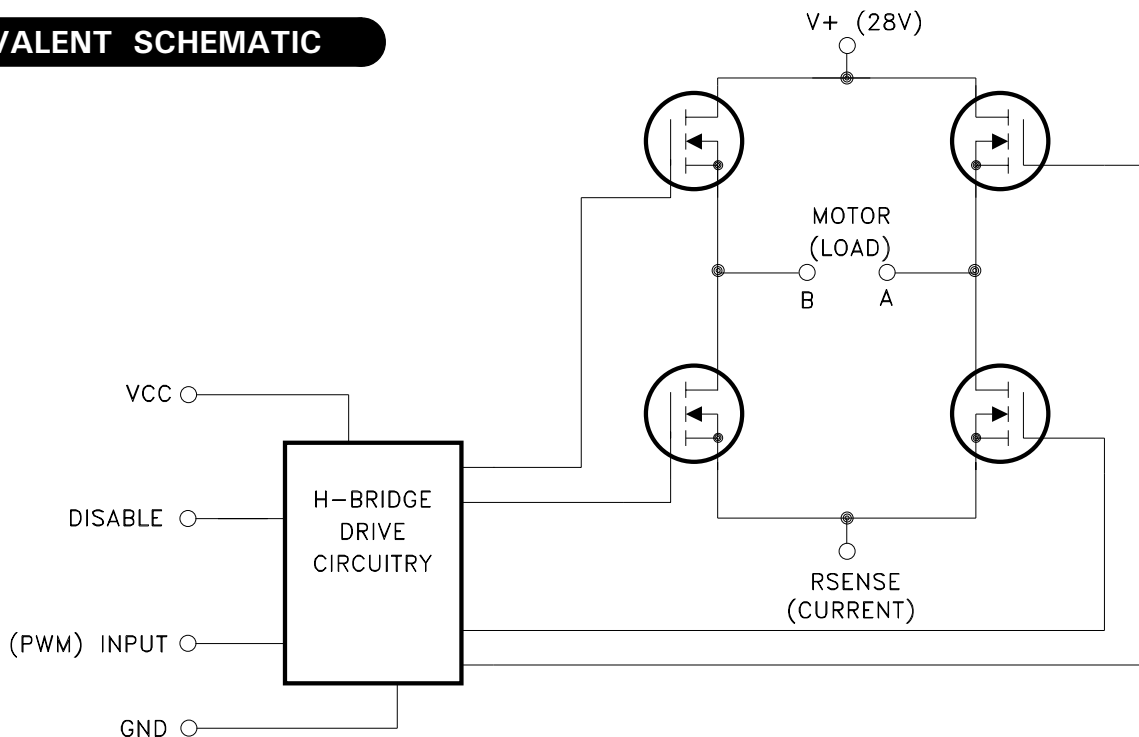 VALENT SCHEMATIC
V+ (28V)
MOTOR
(LOAD)
B
A
VCC
DISABLE
H-BRIDGE
DRIVE
CIRCUITRY
RSENSE
(CURRENT)
(PWM) INPUT
GND